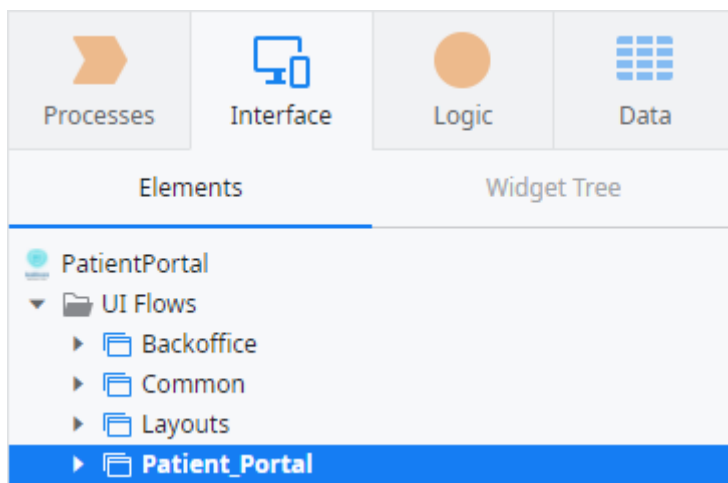 Processes Interface Logic Data
Elements Widget Tree
PatientPortal
UI Flows
Backoffice
Common
Layouts
Patient_Portal